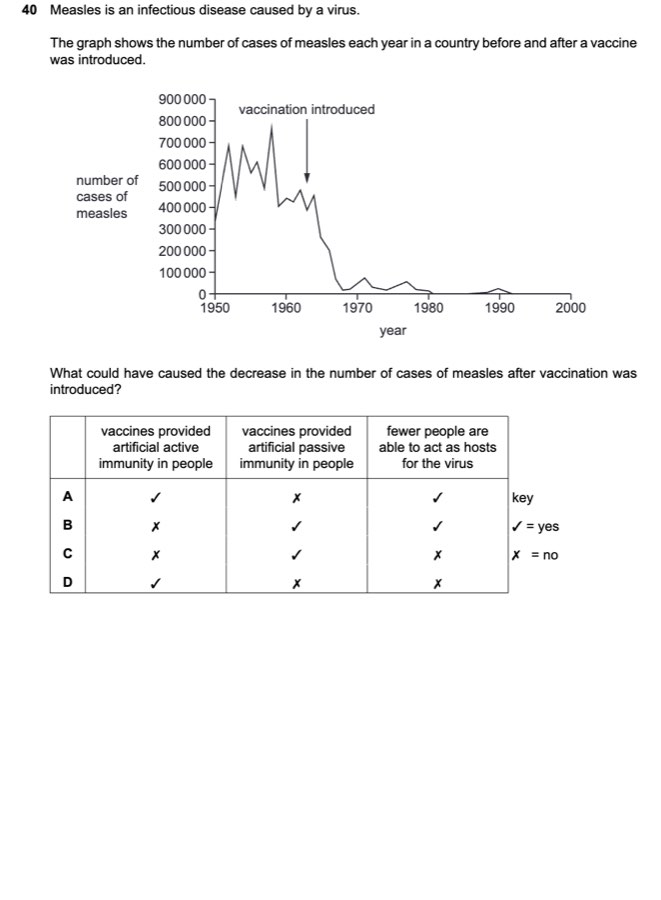 40 Measles is an infectious disease caused by a virus.
The graph shows the number of cases of measles each year in a country before and after a vaccine
was introduced.
900 000
800 000
700 000
600 000
500 000
400 000
300 000
200 000
100 000
0
vaccination introduced
number of
cases of
measles
1950 1960 1970 1980 1990 2000
year
What could have caused the decrease in the number of cases of measles after vaccination was
introduced?
vaccines provided artificial active immunity in people
vaccines provided artificial passive immunity in people
fewer people are able to act as hosts for the virus
A ✓ ✗ ✓
B ✗ ✓ ✓
C ✗ ✓ ✗
D ✓ ✗ ✗
key
✓ = yes
✗ = no